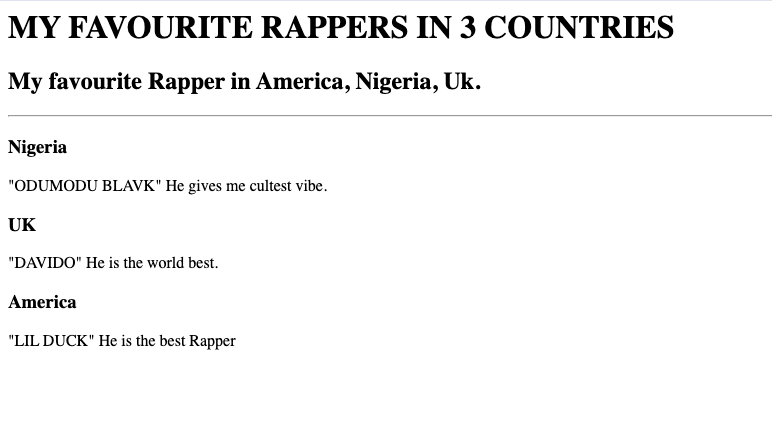 MY FAVOURITE RAPPERS IN 3 COUNTRIES
My favourite Rapper in America, Nigeria, Uk.
Nigeria
"ODUMODU BLAVK" He gives me cultest vibe.
UK
"DAVIDO" He is the world best.
America
"LIL DUCK" He is the best Rapper